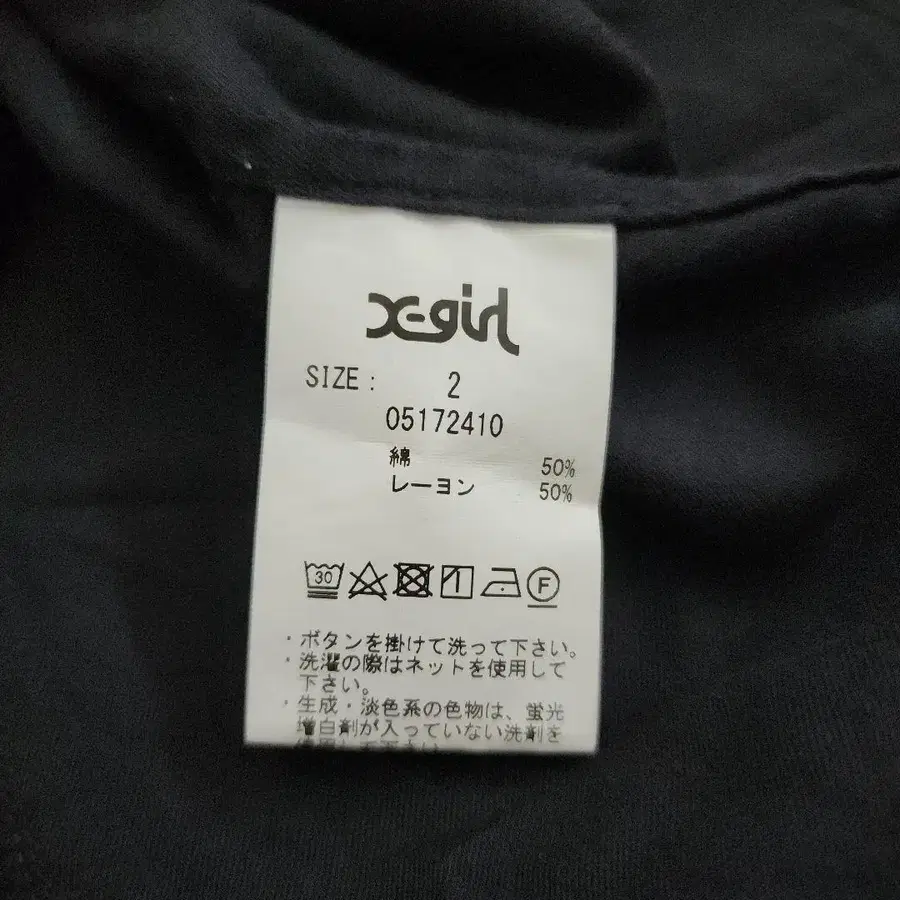 X-girl
SIZE : 2
05172410
綿 50%
レーヨン 50%
30 F
・ボタンを掛けて洗って下さい。
・洗濯の際はネットを使用して
下さい。
・生成・淡色系の色物は、蛍光
増白剤が入っていない洗剤を